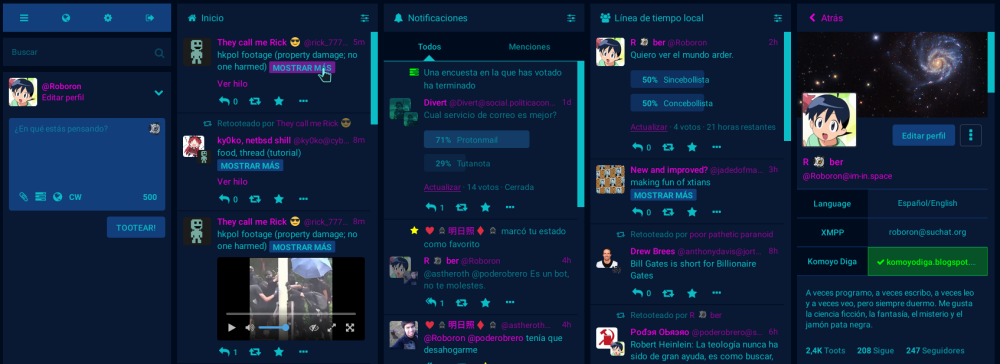 Buscar
@Roboron
Editar perfil
¿En qué estás pensando?
CW
500
TOOTEAR!
Inicio
They call me Rick 😎 @rick_777... 5m
hkpol footage (property damage; no
one harmed) MOSTRAR MÁS
Ver hilo
0
Retooteado por They call me Rick 😎
ky0ko, netbsd shill @ky0ko@cyb... 8m
food, thread (tutorial)
MOSTRAR MÁS
Ver hilo
0
They call me Rick 😎 @rick_777... 8m
hkpol footage (property damage; no
one harmed) MOSTRAR MÁS
1
Notificaciones
Todos
Menciones
Una encuesta en la que has votado
ha terminado
Divert @Divert@social.politicacon... 1d
Cual servicio de correo es mejor?
71% Protonmail
29% Tutanota
Actualizar · 14 votos · Cerrada
1
明日照 marcó tu estado
como favorito
R ber @Roboron 4h
@astheroth @poderobrero Es un bot,
no te molestes.
1
明日照 @astheroth... 4h
@Roboron @poderobrero tenía que
desahogarme
Línea de tiempo local
R ber @Roboron 2h
Quiero ver el mundo arder.
50% Sincebollista
50% Concebollista
Actualizar · 4 votos · 21 horas restantes
0
New and improved? @jadedofma... 3h
making fun of xtians
MOSTRAR MÁS
0
Retooteado por poor pathetic paranoid
Drew Brees @anthonydavis@jort... 8h
Bill Gates is short for Billionaire
Gates
0
Retooteado por R ber
@poderobrero@s... 6h
Robert Heinlein: La teología nunca ha
sido de gran ayuda, es como buscar,
Atrás
Editar perfil
R ber
@Roboron@im-in.space
Language Español/English
XMPP roboron@suchat.org
Komoyo Diga ✔ komoyodiga.blogspot....
A veces programo, a veces escribo, a veces leo
y a veces veo, pero siempre duermo. Me gusta
la ciencia ficción, la fantasía, el misterio y el
jamón pata negra.
2,4K Toots 208 Sigue 247 Seguidores